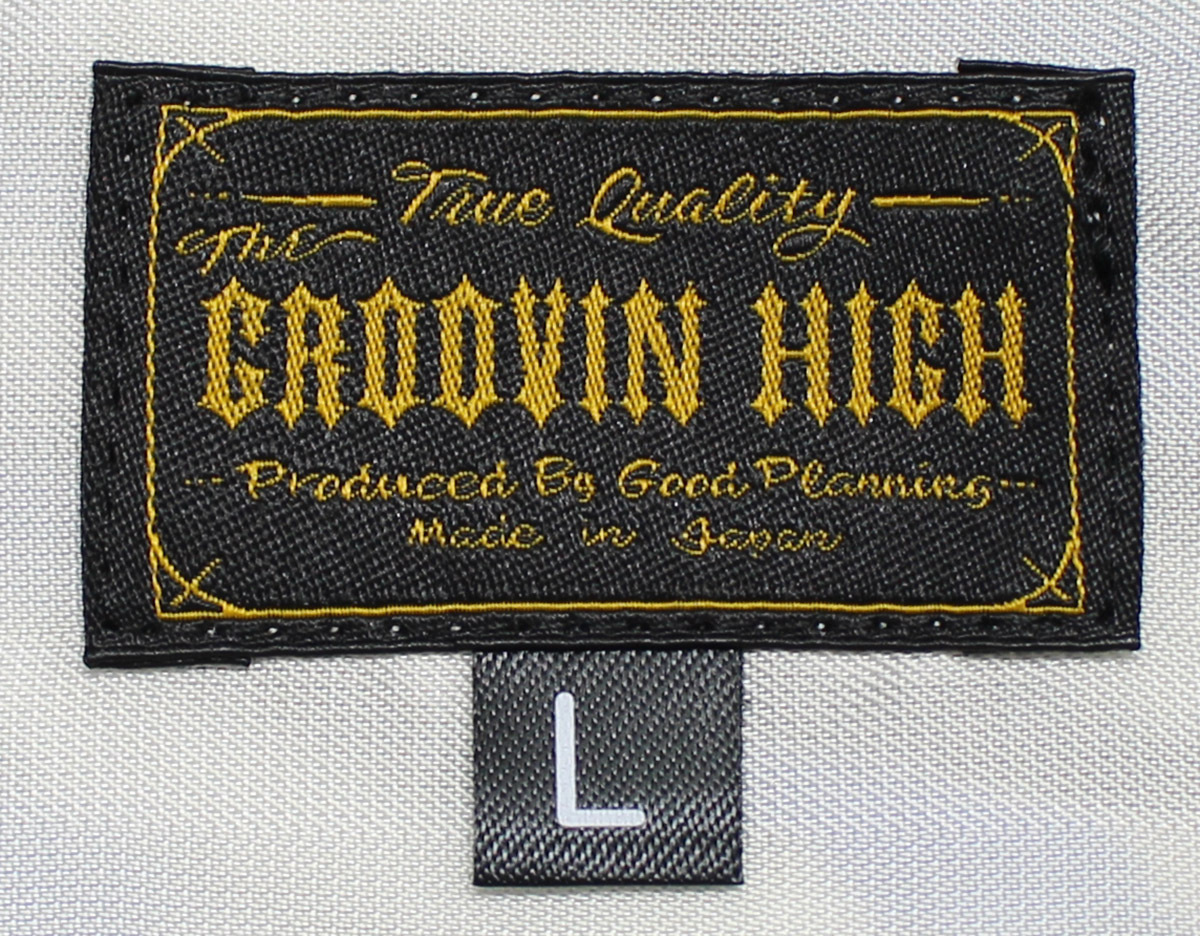 True Quality
The
GROOVIN HIGH
Produced By Good Planning
Made in Japan
L